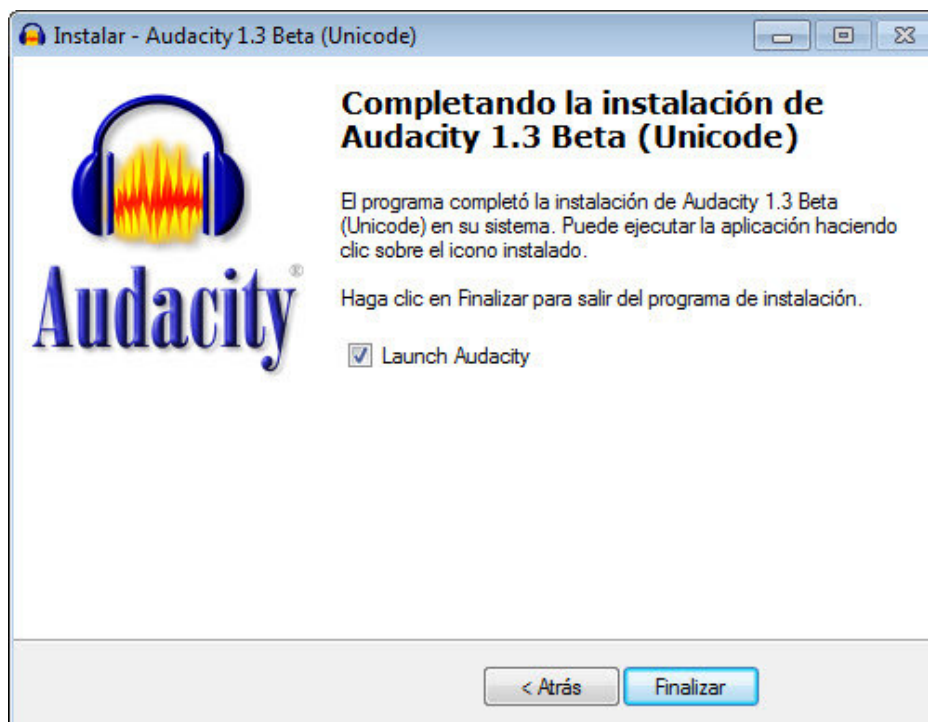 Instalar - Audacity 1.3 Beta (Unicode)
Completando la instalación de
Audacity 1.3 Beta (Unicode)
El programa completó la instalación de Audacity 1.3 Beta
(Unicode) en su sistema. Puede ejecutar la aplicación haciendo
clic sobre el icono instalado.
Haga clic en Finalizar para salir del programa de instalación.
Launch Audacity
Audacity®
< Atrás
Finalizar